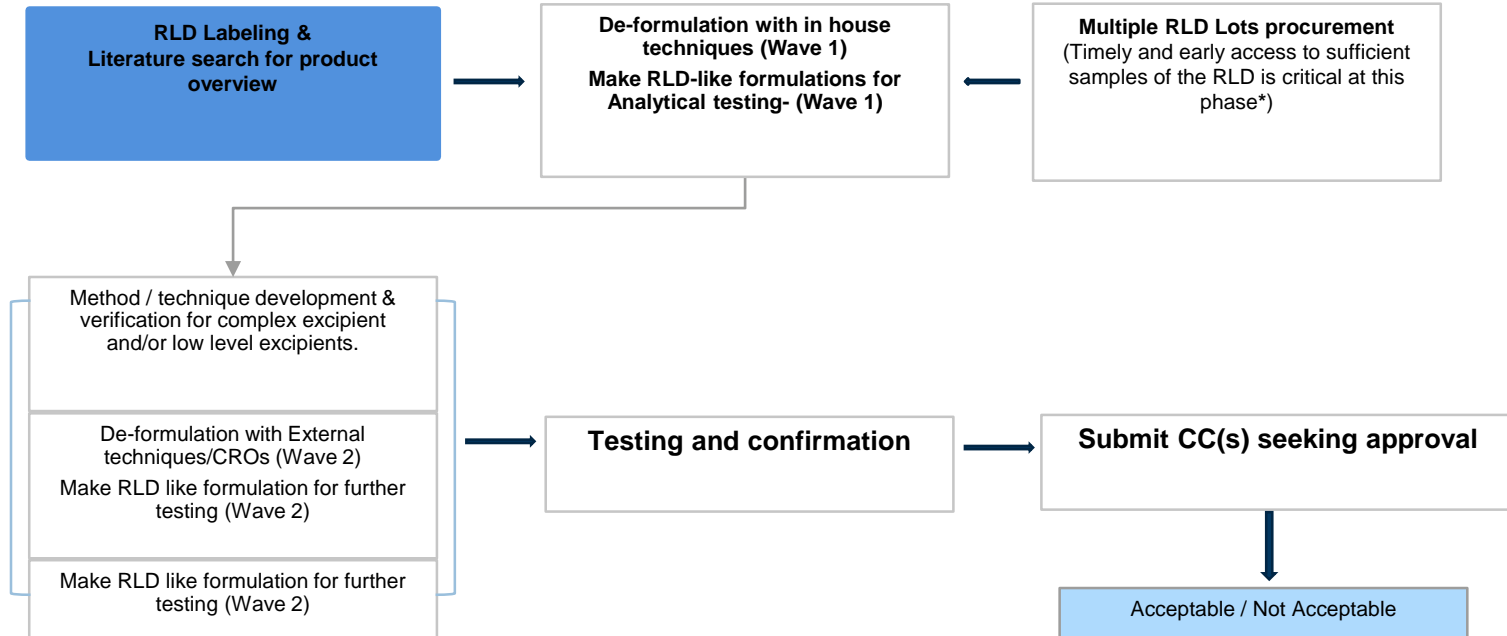 RLD Labeling &
Literature search for product
overview
De-formulation with in house
techniques (Wave 1)
Make RLD-like formulations for
Analytical testing- (Wave 1)
Multiple RLD Lots procurement
(Timely and early access to sufficient
samples of the RLD is critical at this
phase*)
Method / technique development &
verification for complex excipient
and/or low level excipients.
De-formulation with External
techniques/CROs (Wave 2)
Make RLD like formulation for further
testing (Wave 2)
Make RLD like formulation for further
testing (Wave 2)
Testing and confirmation
Submit CC(s) seeking approval
Acceptable / Not Acceptable